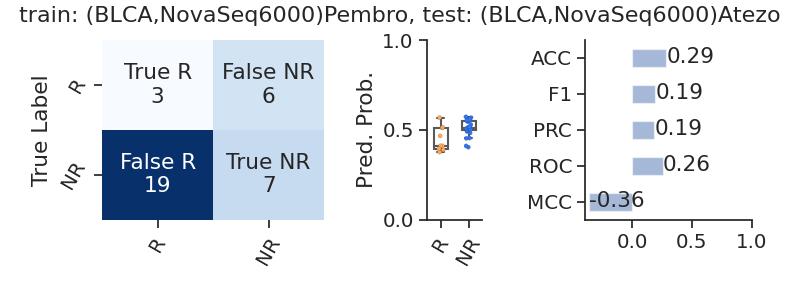 train: (BLCA,NovaSeq6000)Pembro, test: (BLCA,NovaSeq6000)Atezo
True Label
R
NR
True R
3
False NR
6
False R
19
True NR
7
R
NR
Pred. Prob.
1.0
0.5
0.0
R
NR
ACC
0.29
F1
0.19
PRC
0.19
ROC
0.26
MCC
-0.36
0.0
0.5
1.0